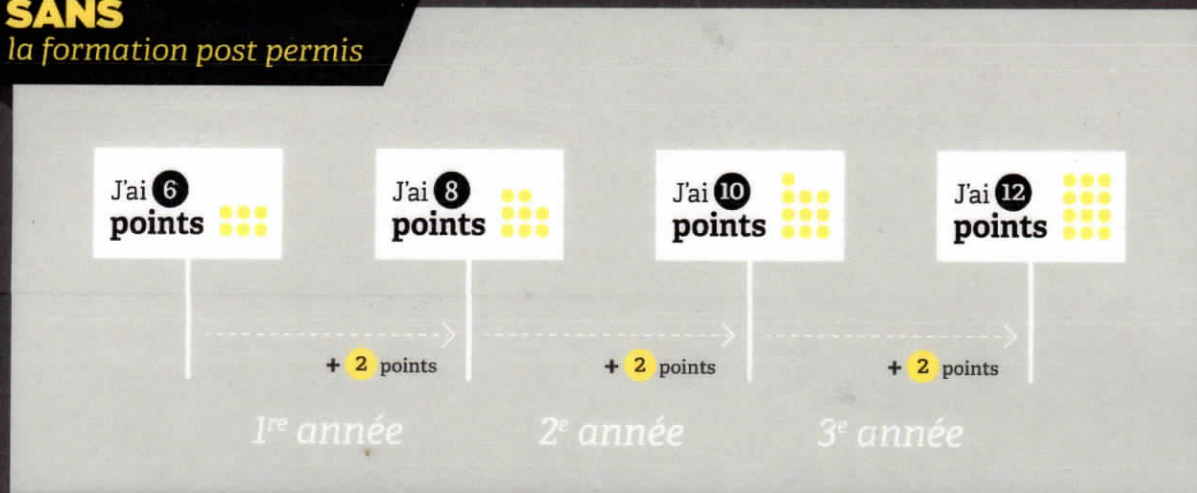 SANS
la formation post permis
J'ai 6
points
J'ai 8
points
J'ai 10
points
J'ai 12
points
+ 2 points
+ 2 points
+ 2 points
1re année
2e année
3e année